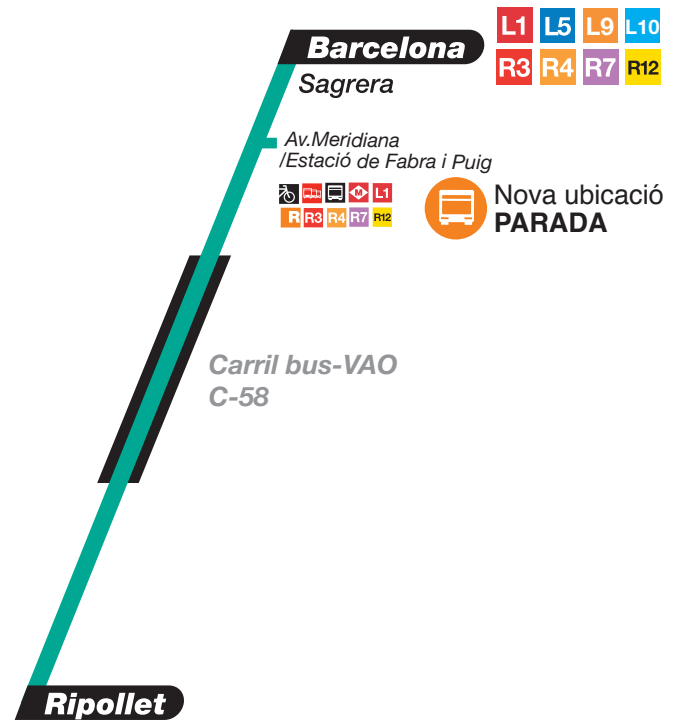 L1 L5 L9 L10
Barcelona
R3 R4 R7 R12
Sagrera
Av.Meridiana
/Estació de Fabra i Puig
M L1
R R3 R4 R7 R12
Nova ubicació
PARADA
Carril bus-VAO
C-58
Ripollet